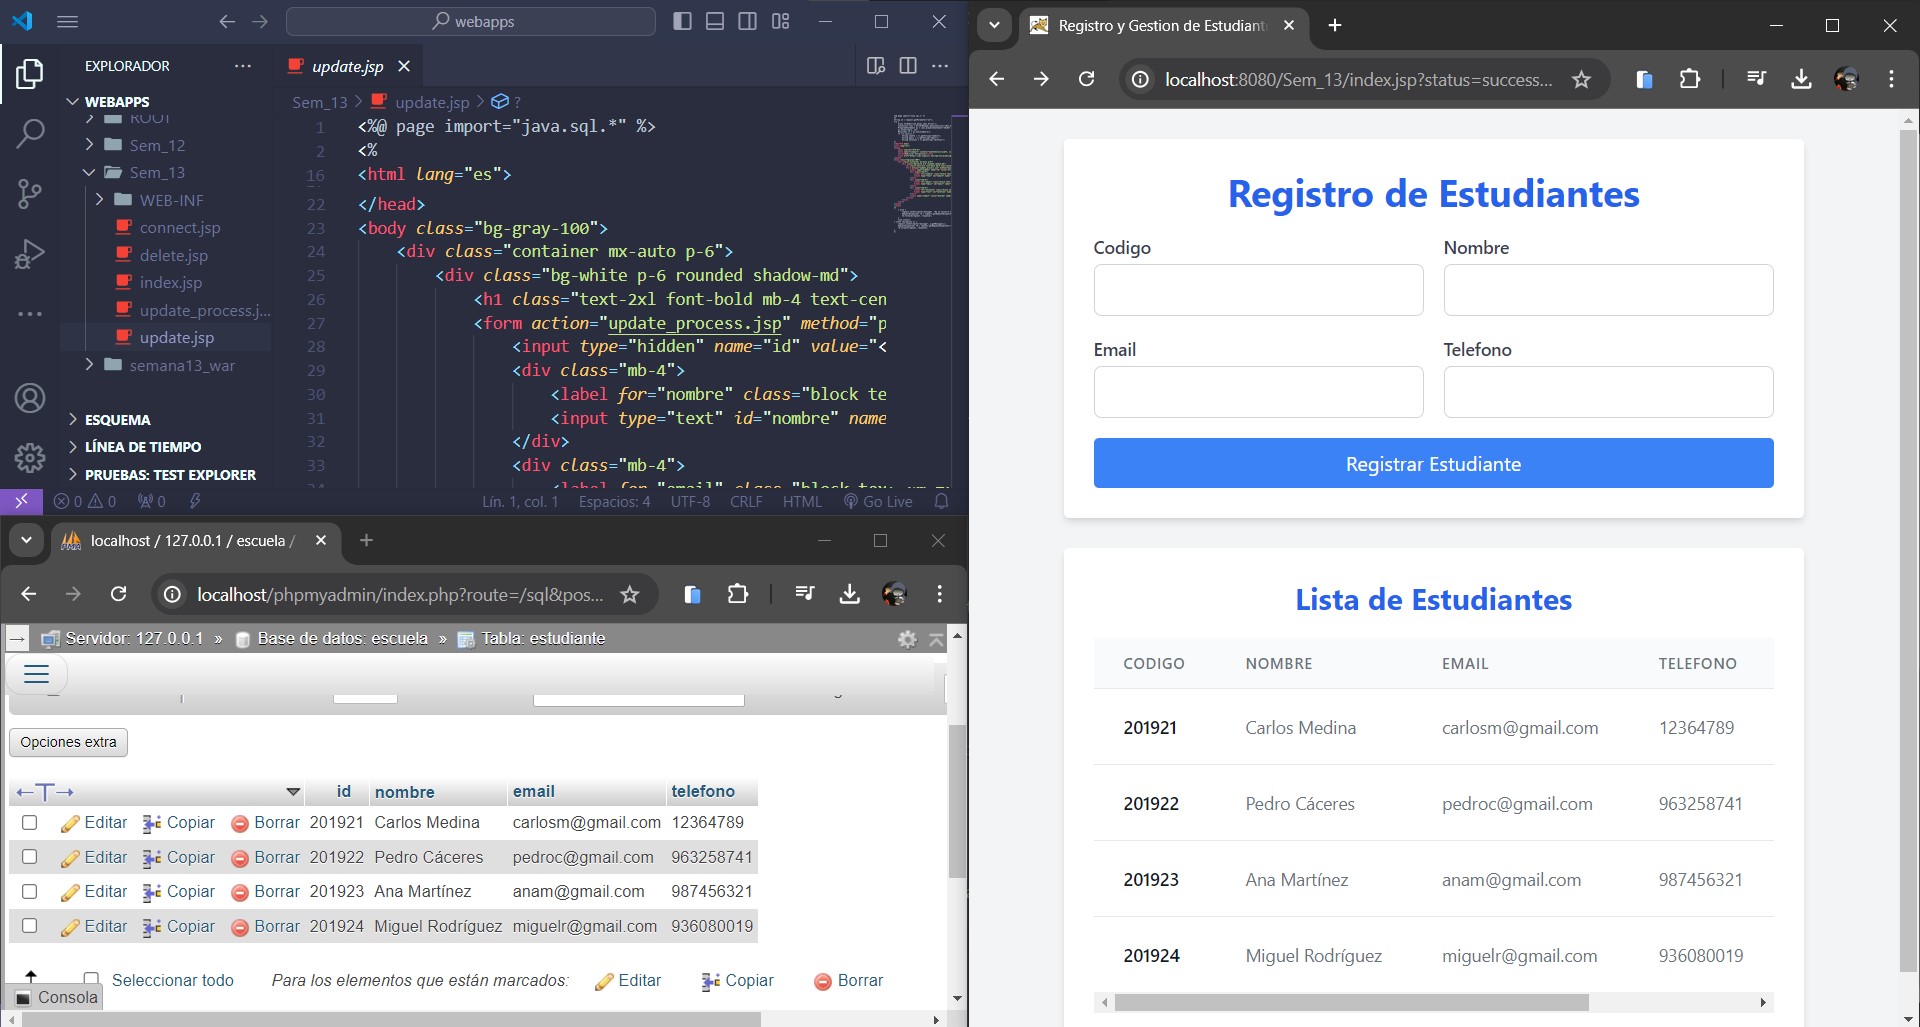 webapps
EXPLORADOR
WEBAPPS
ROOT
Sem_12
Sem_13
WEB-INF
connect.jsp
delete.jsp
index.jsp
update_process.j...
update.jsp
semana13_war
ESQUEMA
LÍNEA DE TIEMPO
PRUEBAS: TEST EXPLORER
update.jsp
Sem_13 > update.jsp > ?
1 <%@ page import="java.sql.*" %>
2 <%
16 <html lang="es">
22 </head>
23 <body class="bg-gray-100">
24 <div class="container mx-auto p-6">
25 <div class="bg-white p-6 rounded shadow-md">
26 <h1 class="text-2xl font-bold mb-4 text-cen
27 <form action="update_process.jsp" method="p
28 <input type="hidden" name="id" value="<
29 <div class="mb-4">
30 <label for="nombre" class="block te
31 <input type="text" id="nombre" name
32 </div>
33 <div class="mb-4">
0 0 0 Lín. 1, col. 1 Espacios: 4 UTF-8 CRLF HTML Go Live
localhost / 127.0.0.1 / escuela /
localhost/phpmyadmin/index.php?route=/sql&pos...
Servidor: 127.0.0.1 » Base de datos: escuela » Tabla: estudiante
Opciones extra
←T→ id nombre email telefono
Editar Copiar Borrar 201921 Carlos Medina carlosm@gmail.com 12364789
Editar Copiar Borrar 201922 Pedro Cáceres pedroc@gmail.com 963258741
Editar Copiar Borrar 201923 Ana Martínez anam@gmail.com 987456321
Editar Copiar Borrar 201924 Miguel Rodríguez miguelr@gmail.com 936080019
Seleccionar todo Para los elementos que están marcados: Editar Copiar Borrar
Consola
Registro y Gestion de Estudiant
localhost:8080/Sem_13/index.jsp?status=success...
Registro de Estudiantes
Codigo Nombre
Email Telefono
Registrar Estudiante
Lista de Estudiantes
CODIGO NOMBRE EMAIL TELEFONO
201921 Carlos Medina carlosm@gmail.com 12364789
201922 Pedro Cáceres pedroc@gmail.com 963258741
201923 Ana Martínez anam@gmail.com 987456321
201924 Miguel Rodríguez miguelr@gmail.com 936080019